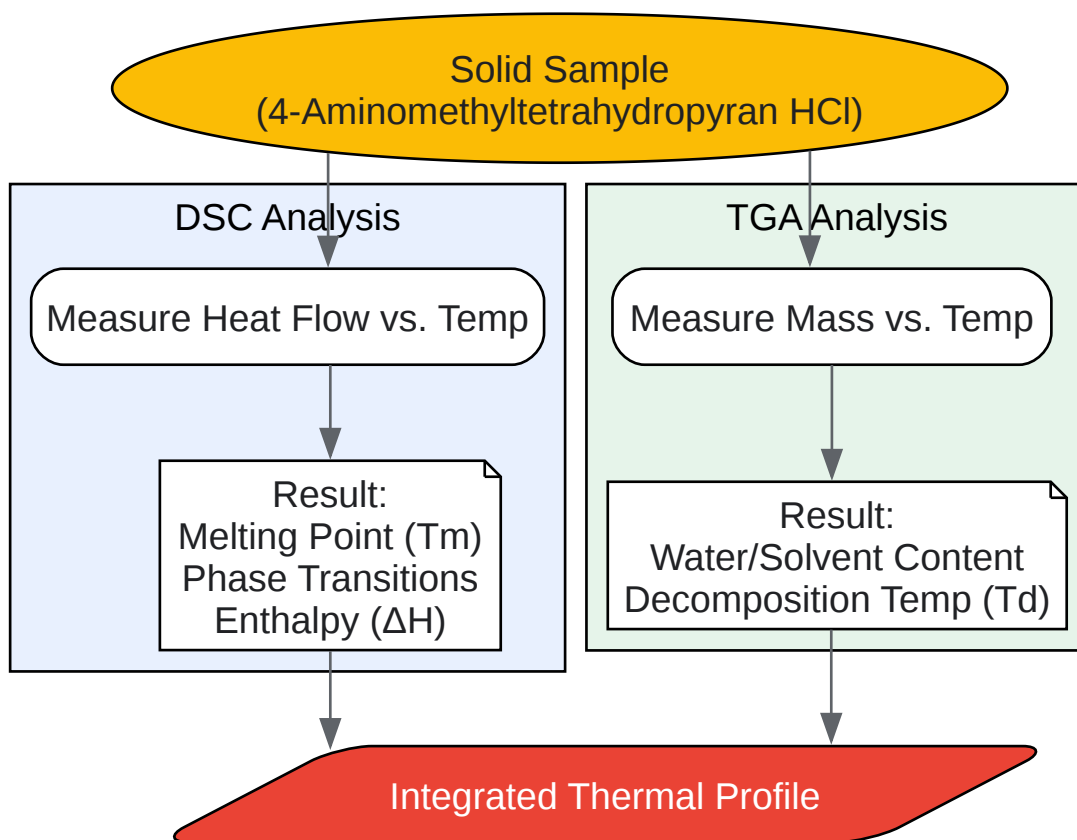 Solid Sample
(4-Aminomethyltetrahydropyran HCl)
DSC Analysis
Measure Heat Flow vs. Temp
Result:
Melting Point (Tm)
Phase Transitions
Enthalpy (ΔH)
TGA Analysis
Measure Mass vs. Temp
Result:
Water/Solvent Content
Decomposition Temp (Td)
Integrated Thermal Profile